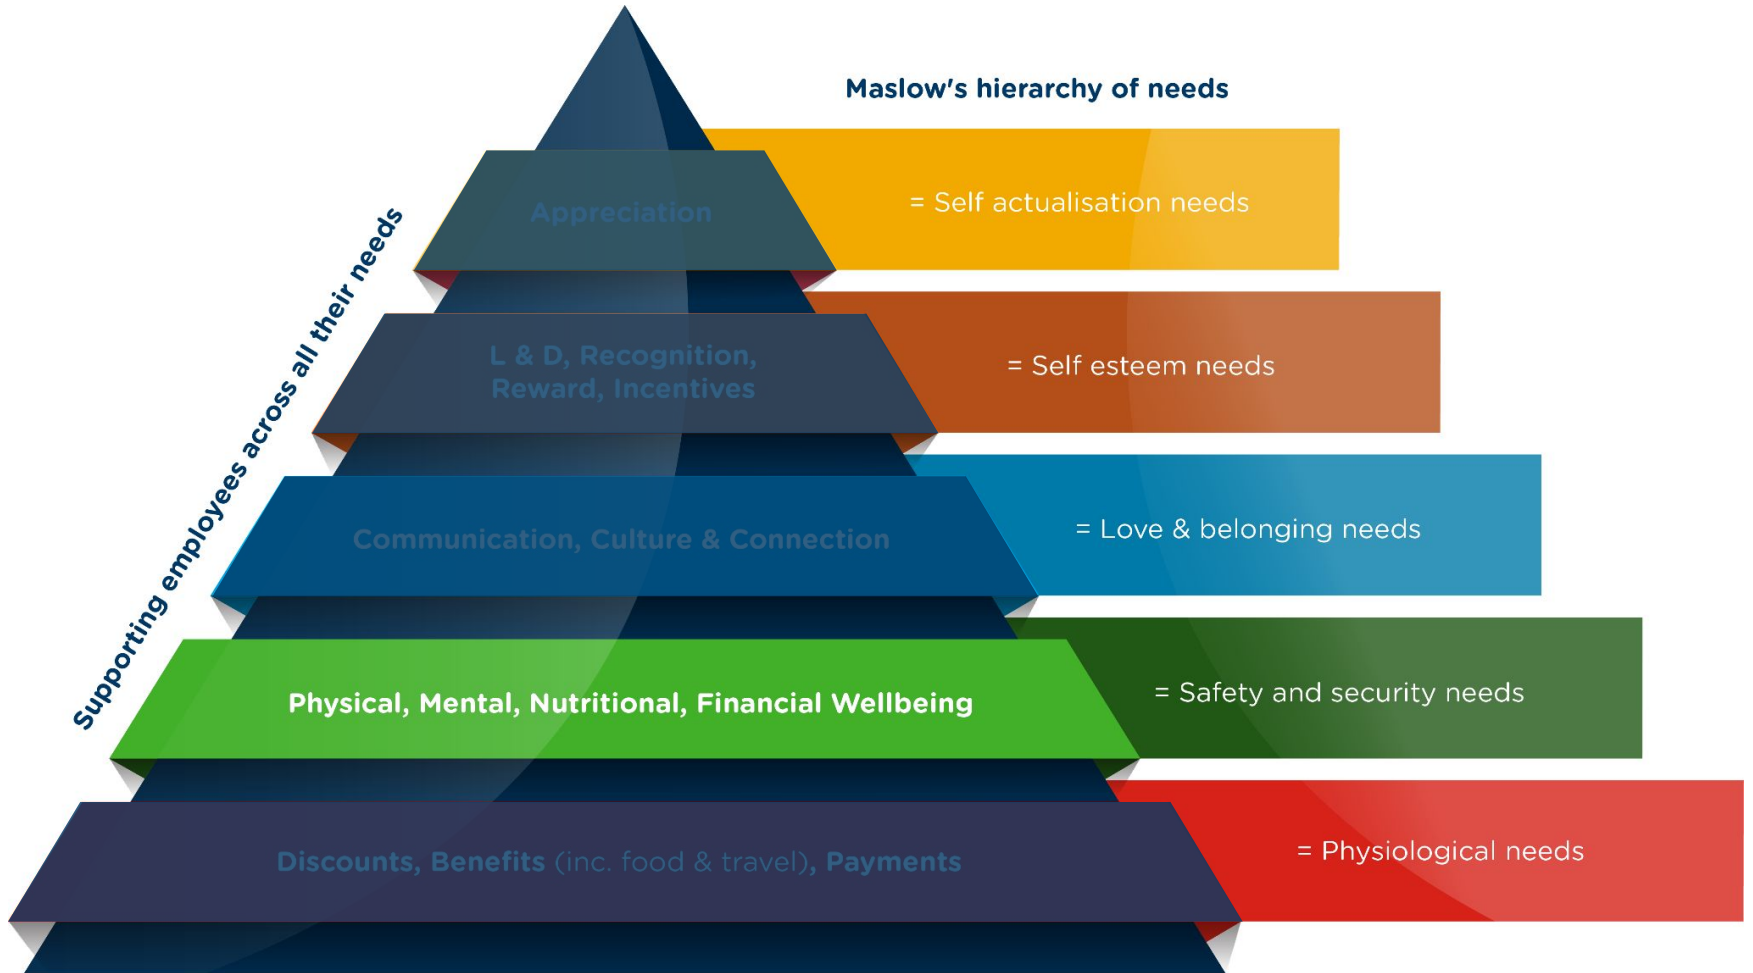 Maslow's hierarchy of needs
Supporting employees across all their needs
Appreciation
= Self actualisation needs
L & D, Recognition,
Reward, Incentives
= Self esteem needs
Communication, Culture & Connection
= Love & belonging needs
Physical, Mental, Nutritional, Financial Wellbeing
= Safety and security needs
Discounts, Benefits (inc. food & travel), Payments
= Physiological needs